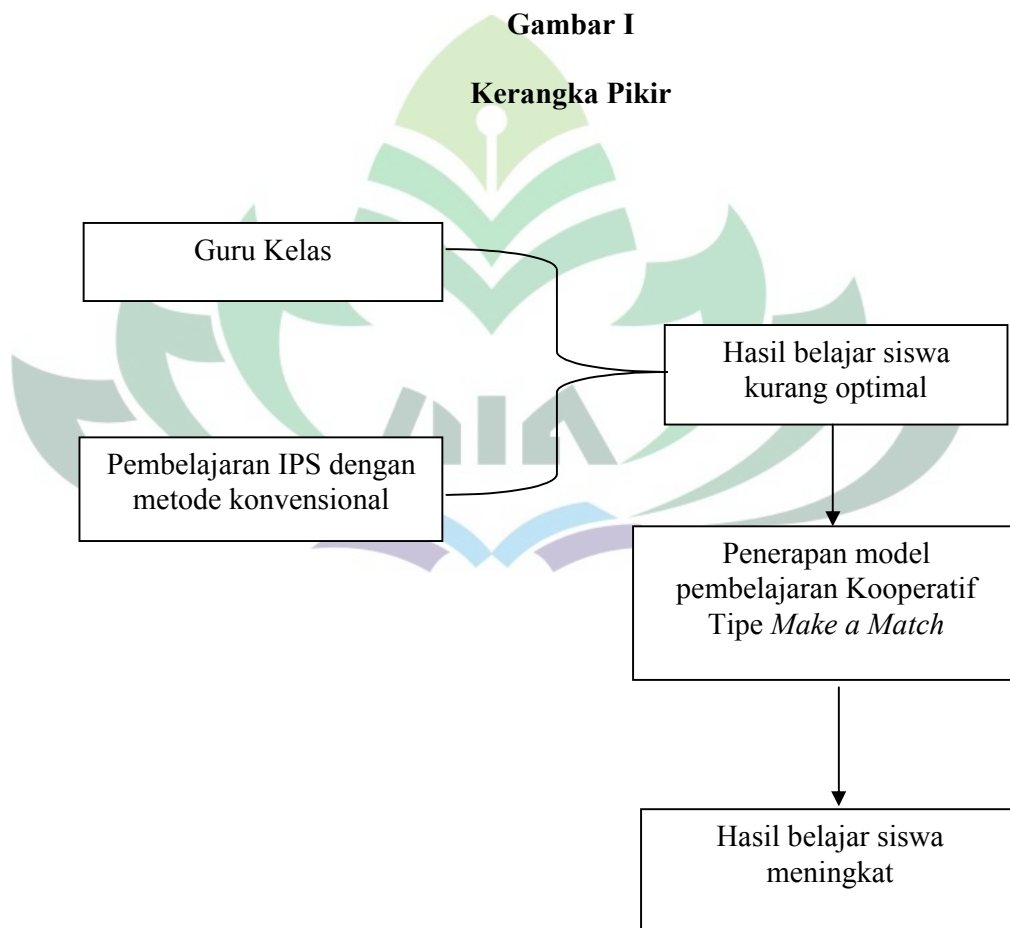 Gambar I
Kerangka Pikir
Guru Kelas
Hasil belajar siswa
kurang optimal
Pembelajaran IPS dengan
metode konvensional
Penerapan model
pembelajaran Kooperatif
Tipe Make a Match
Hasil belajar siswa
meningkat